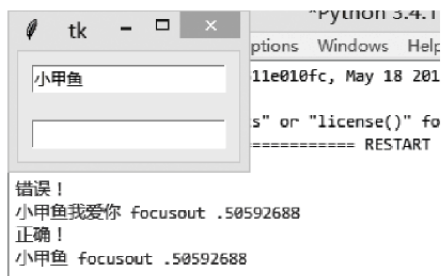 tk
*Python 3.4.1
ptions Windows Help
小甲鱼
11e010fc, May 18 201
s" or "license()" fo
============ RESTART
错误！
小甲鱼我爱你 focusout .50592688
正确！
小甲鱼 focusout .50592688